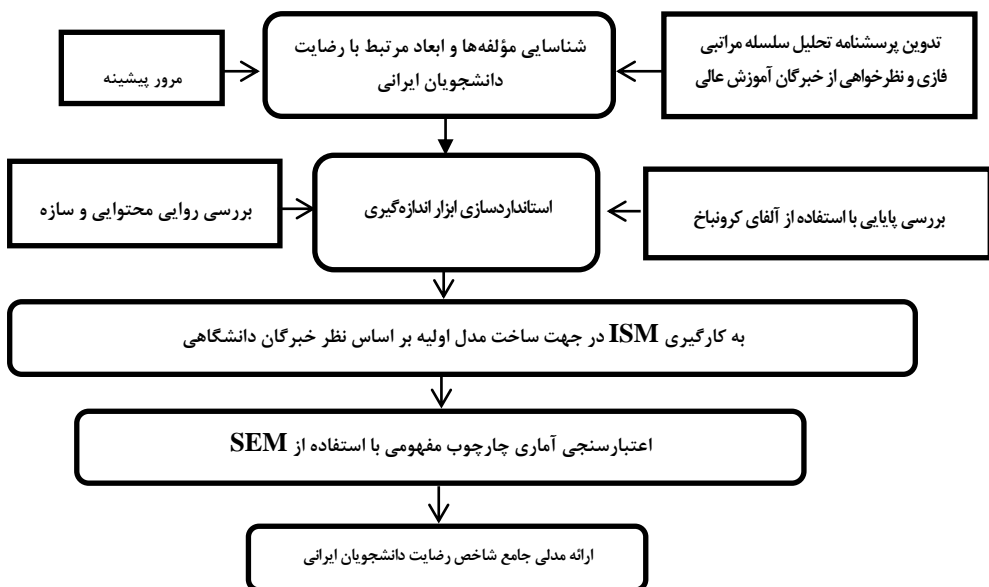 تدوین پرسشنامه تحلیل سلسله مراتبی
فازی و نظرخواهی از خبرگان آموزش عالی
شناسایی مؤلفه‌ها و ابعاد مرتبط با رضایت
دانشجویان ایرانی
مرور پیشینه
بررسی پایایی با استفاده از آلفای کرونباخ
استانداردسازی ابزار اندازه‌گیری
بررسی روایی محتوایی و سازه
به کارگیری ISM در جهت ساخت مدل اولیه بر اساس نظر خبرگان دانشگاهی
اعتبارسنجی آماری چارچوب مفهومی با استفاده از SEM
ارائه مدلی جامع شاخص رضایت دانشجویان ایرانی